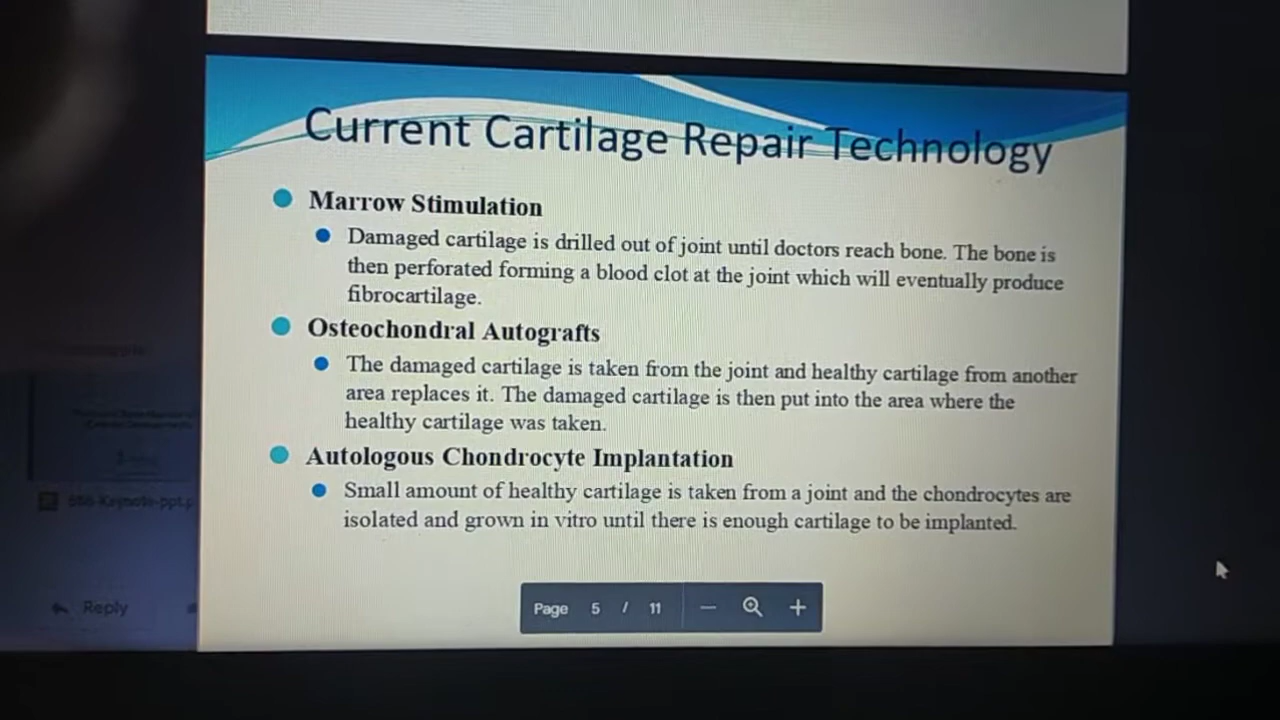 Current Cartilage Repair Technology
Marrow Stimulation
Damaged cartilage is drilled out of joint until doctors reach bone. The bone is
then perforated forming a blood clot at the joint which will eventually produce
fibrocartilage.
Osteochondral Autografts
The damaged cartilage is taken from the joint and healthy cartilage from another
area replaces it. The damaged cartilage is then put into the area where the
healthy cartilage was taken.
Autologous Chondrocyte Implantation
Small amount of healthy cartilage is taken from a joint and the chondrocytes are
isolated and grown in vitro until there is enough cartilage to be implanted.
Page 5 / 11
Reply